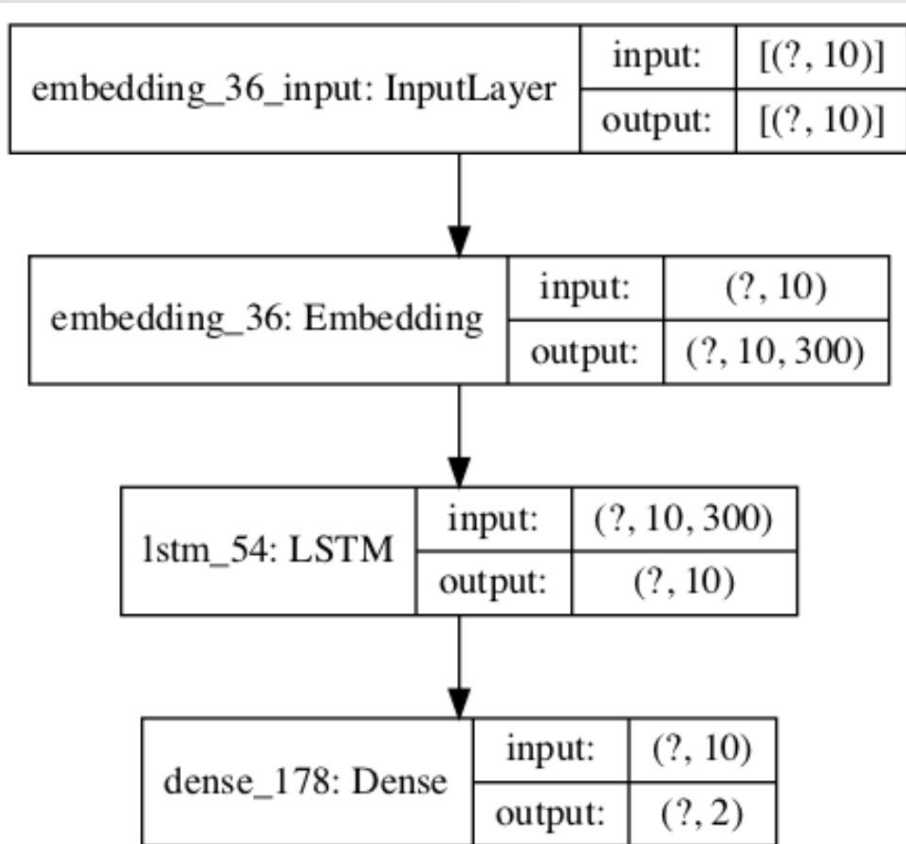 embedding_36_input: InputLayer
input: [(?, 10)]
output: [(?, 10)]
embedding_36: Embedding
input: (?, 10)
output: (?, 10, 300)
lstm_54: LSTM
input: (?, 10, 300)
output: (?, 10)
dense_178: Dense
input: (?, 10)
output: (?, 2)